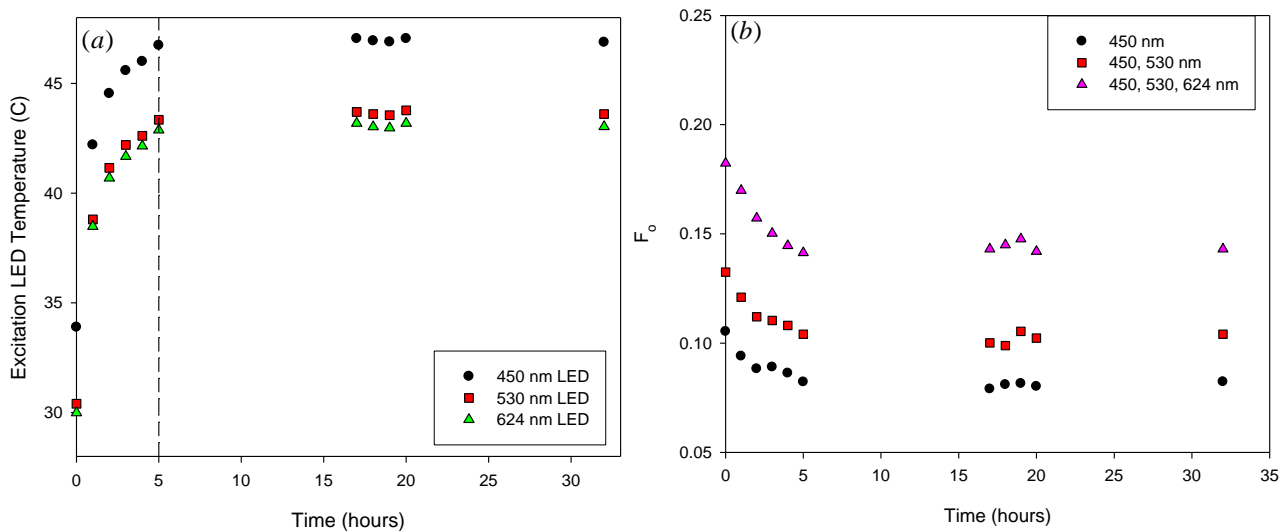 (a)
45
40
35
30
Excitation LED Temperature (C)
450 nm LED
530 nm LED
624 nm LED
0 5 10 15 20 25 30
Time (hours)
(b)
0.25
0.20
0.15
0.10
0.05
Fo
450 nm
450, 530 nm
450, 530, 624 nm
0 5 10 15 20 25 30 35
Time (hours)